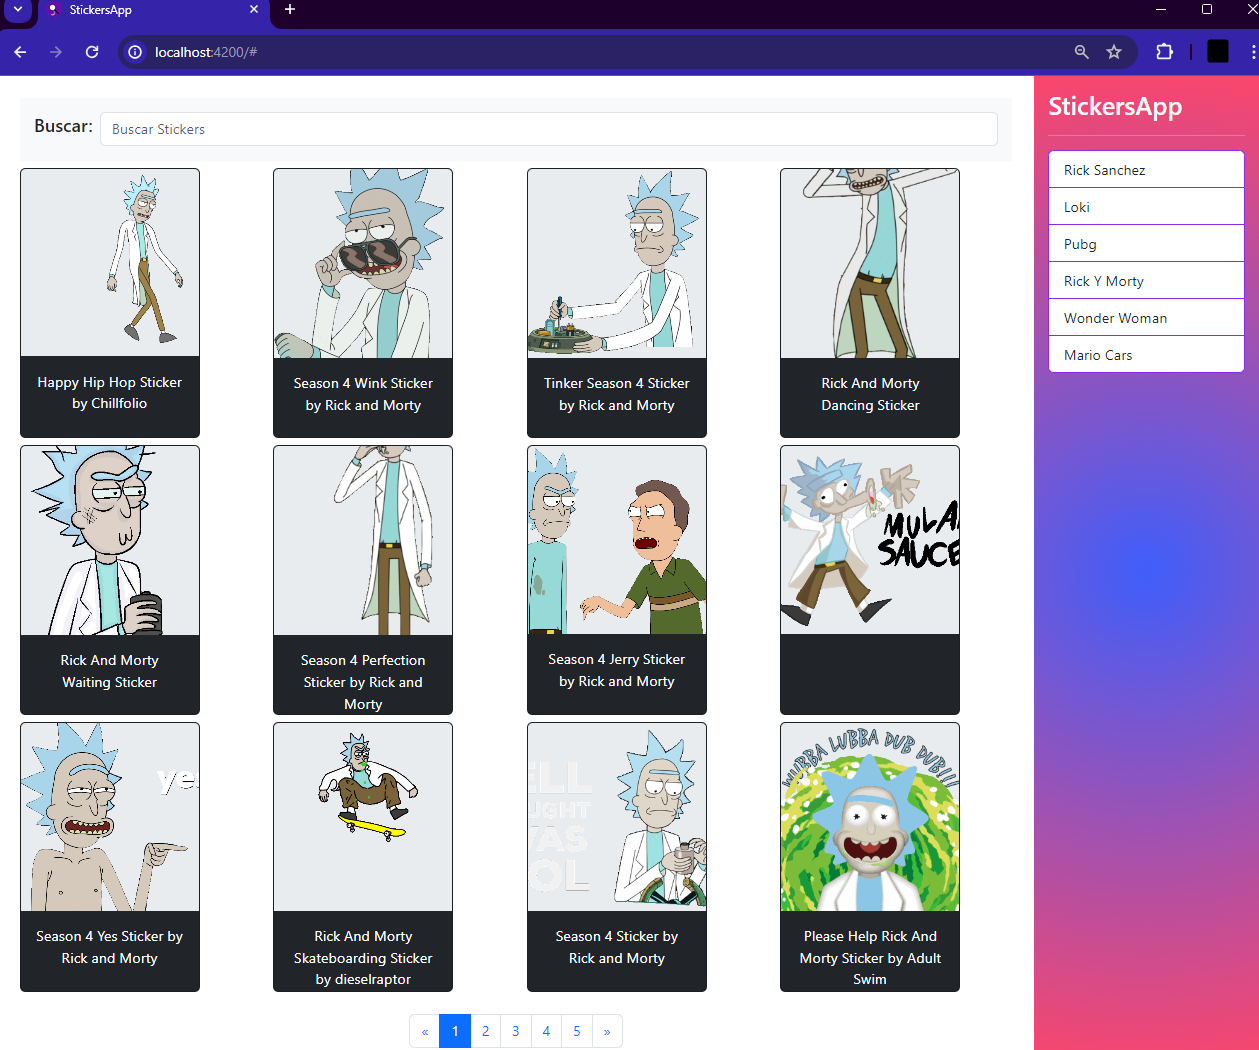 StickersApp
localhost:4200/#
Buscar:
Buscar Stickers
StickersApp
Rick Sanchez
Loki
Pubg
Rick Y Morty
Wonder Woman
Mario Cars
Happy Hip Hop Sticker
by Chillfolio
Season 4 Wink Sticker
by Rick and Morty
Tinker Season 4 Sticker
by Rick and Morty
Rick And Morty
Dancing Sticker
MULA
SAUCE
Rick And Morty
Waiting Sticker
Season 4 Perfection
Sticker by Rick and
Morty
Season 4 Jerry Sticker
by Rick and Morty
yes
ELL
UGHT
WUBBA LUBBA DUB DUB!!!
Season 4 Yes Sticker by
Rick and Morty
Rick And Morty
Skateboarding Sticker
by dieselraptor
Season 4 Sticker by
Rick and Morty
Please Help Rick And
Morty Sticker by Adult
Swim
« 1 2 3 4 5 »